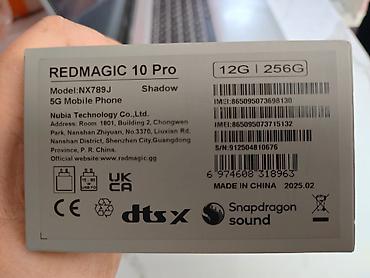 REDMAGIC 10 Pro
12G | 256G
Model:NX789J Shadow
5G Mobile Phone
IMEI:865095073698130
Nubia Technology Co.,Ltd.
Address: Room 1801, Building 2, Chongwen
Park, Nanshan Zhiyuan, No.3370, Liuxian Rd,
Nanshan District, Shenzhen City,Guangdong
Province, P. R. China.
Official website www.redmagic.gg
IMEI:865095073715132
S/N:912504810676
6 974608 318963
UK
CA
MADE IN CHINA 2025.02
CE
dts X
Snapdragon
sound